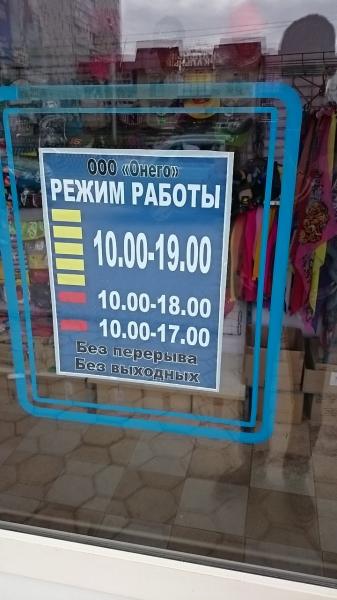 ООО «Онего»
РЕЖИМ РАБОТЫ
10.00-19.00
10.00-18.00
10.00-17.00
Без перерыва
Без выходных